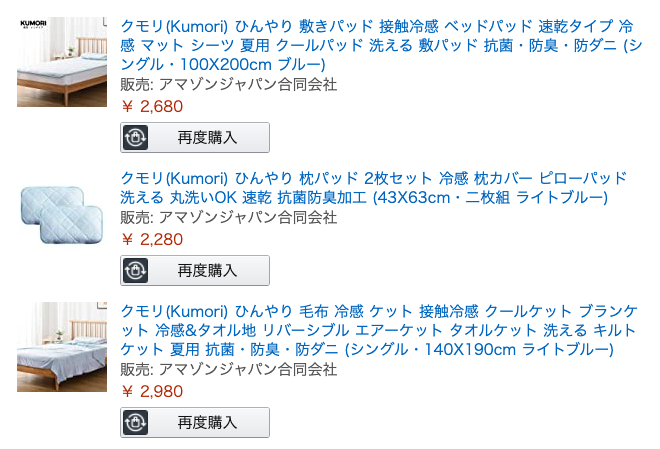 KUMORI
クモリ(Kumori) ひんやり 敷きパッド 接触冷感 ベッドパッド 速乾タイプ 冷
感 マット シーツ 夏用 クールパッド 洗える 敷パッド 抗菌・防臭・防ダニ (シ
ングル・100X200cm ブルー)
販売: アマゾンジャパン合同会社
￥ 2,680
再度購入
クモリ(Kumori) ひんやり 枕パッド 2枚セット 冷感 枕カバー ピローパッド
洗える 丸洗いOK 速乾 抗菌防臭加工 (43X63cm・二枚組 ライトブルー)
販売: アマゾンジャパン合同会社
￥ 2,280
再度購入
クモリ(Kumori) ひんやり 毛布 冷感 ケット 接触冷感 クールケット ブランケ
ット 冷感&タオル地 リバーシブル エアーケット タオルケット 洗える キルト
ケット 夏用 抗菌・防臭・防ダニ (シングル・140X190cm ライトブルー)
販売: アマゾンジャパン合同会社
￥ 2,980
再度購入